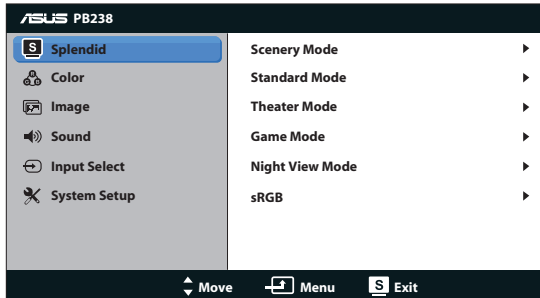 ASUS PB238
S Splendid
Color
Image
Sound
Input Select
System Setup
Scenery Mode
Standard Mode
Theater Mode
Game Mode
Night View Mode
sRGB
Move Menu S Exit